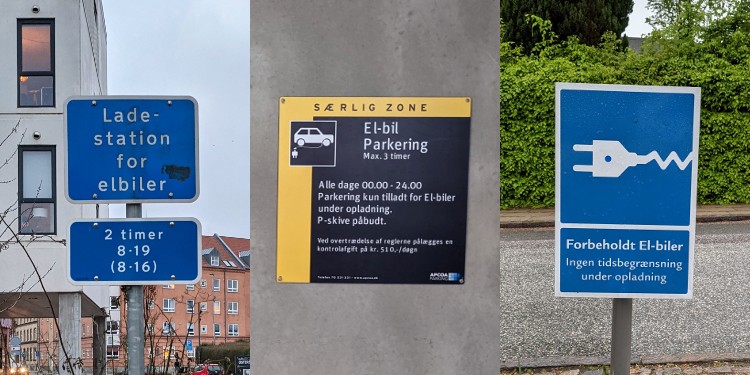 Lade-
station
for
elbiler
2 timer
8-19
(8-16)
SÆRLIG ZONE
El-bil
Parkering
Max. 3 timer
Alle dage 00.00 - 24.00
Parkering kun tilladt for El-biler
under opladning.
P-skive påbudt.
Ved overtrædelse af reglerne pålægges en
kontrolafgift på kr. 510,-/døgn
APCOA
PARKING
Forbeholdt El-biler
Ingen tidsbegrænsning
under opladning